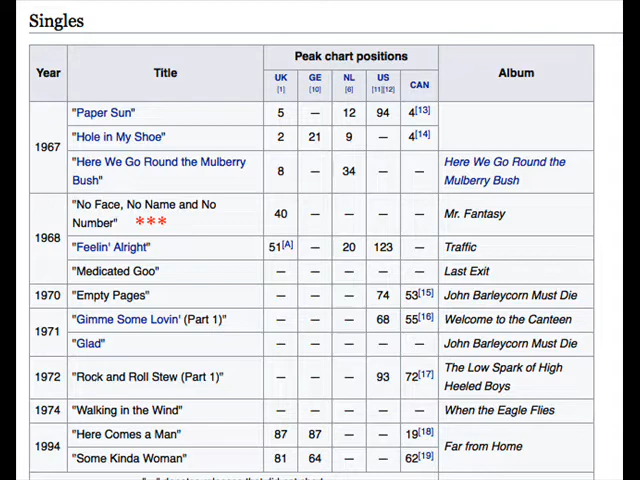 Singles
Peak chart positions
Year Title Album
UK GE NL US CAN
[1] [10] [6] [11][12]
"Paper Sun" 5 — 12 94 4[13]
"Hole in My Shoe" 2 21 9 — 4[14]
1967
"Here We Go Round the Mulberry Here We Go Round the
8 — 34 — —
Bush" Mulberry Bush
"No Face, No Name and No
40 — — — — Mr. Fantasy
Number" ***
1968
"Feelin' Alright" 51[A] — 20 123 — Traffic
"Medicated Goo" — — — — — Last Exit
1970 "Empty Pages" — — — 74 53[15] John Barleycorn Must Die
"Gimme Some Lovin' (Part 1)" — — — 68 55[16] Welcome to the Canteen
1971
"Glad" — — — — — John Barleycorn Must Die
The Low Spark of High
1972 "Rock and Roll Stew (Part 1)" — — — 93 72[17]
Heeled Boys
1974 "Walking in the Wind" — — — — — When the Eagle Flies
"Here Comes a Man" 87 87 — — 19[18]
1994 Far from Home
"Some Kinda Woman" 81 64 — — 62[19]